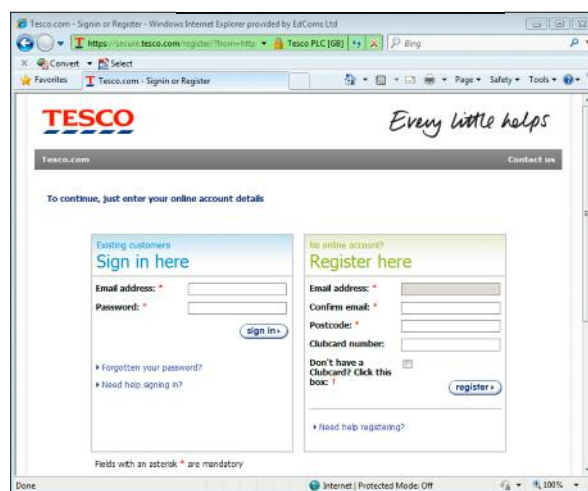 Tesco.com - Signin or Register - Windows Internet Explorer provided by EdComs Ltd
https://secure.tesco.com/register/?from=http
Tesco PLC [GB]
Bing
x Convert Select
Favorites
Tesco.com - Signin or Register
Page Safety Tools
TESCO
Every little helps
Tesco.com
Contact us
To continue, just enter your online account details
Existing customers
Sign in here
Email address: *
Password: *
sign in
Forgotten your password?
Need help signing in?
No online account?
Register here
Email address: *
Confirm email: *
Postcode: *
Clubcard number:
Don't have a
Clubcard? Click this
box: †
register
Need help registering?
Fields with an asterisk * are mandatory
Done
Internet | Protected Mode: Off
100%